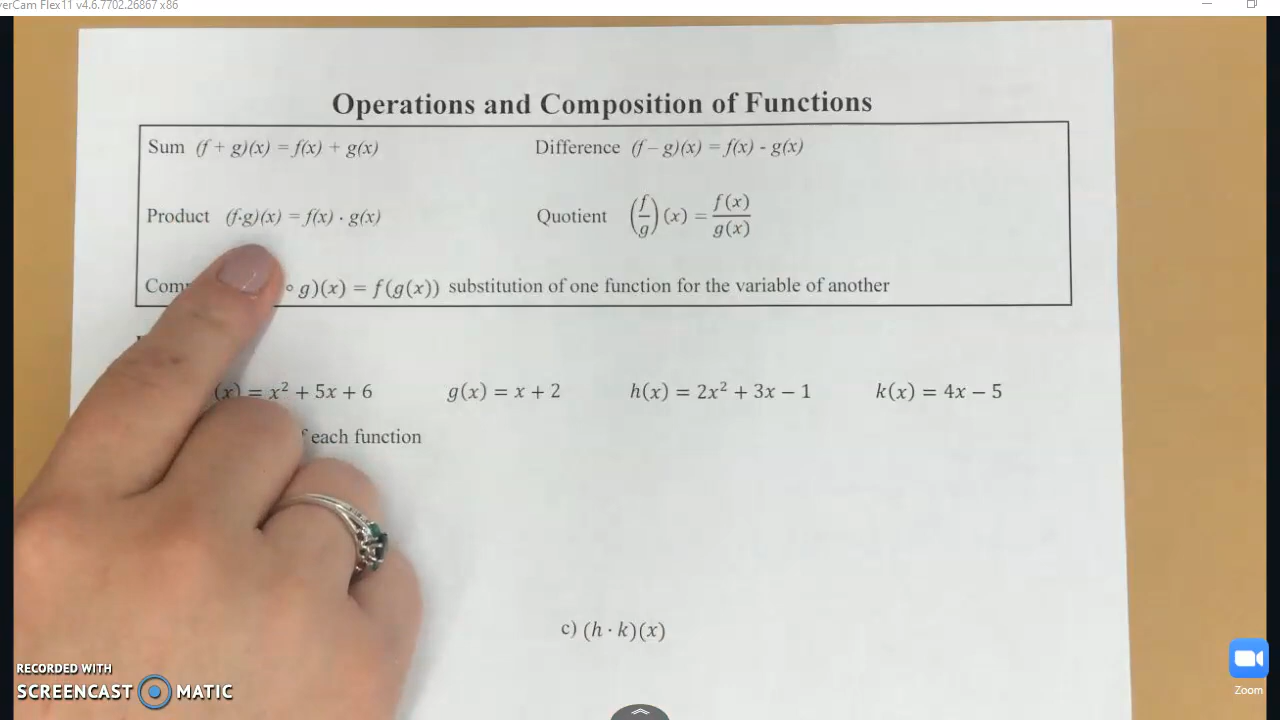 verCam Flex11 v4.6.7702.26867 x86
Operations and Composition of Functions
Sum (f + g)(x) = f(x) + g(x) Difference (f – g)(x) = f(x) - g(x)
Product (f·g)(x) = f(x) · g(x) Quotient (f/g)(x) = f(x)/g(x)
∘ g)(x) = f(g(x)) substitution of one function for the variable of another
(x) = x² + 5x + 6 g(x) = x + 2 h(x) = 2x² + 3x − 1 k(x) = 4x − 5
each function
c) (h · k)(x)
RECORDED WITH
SCREENCAST MATIC
Zoom